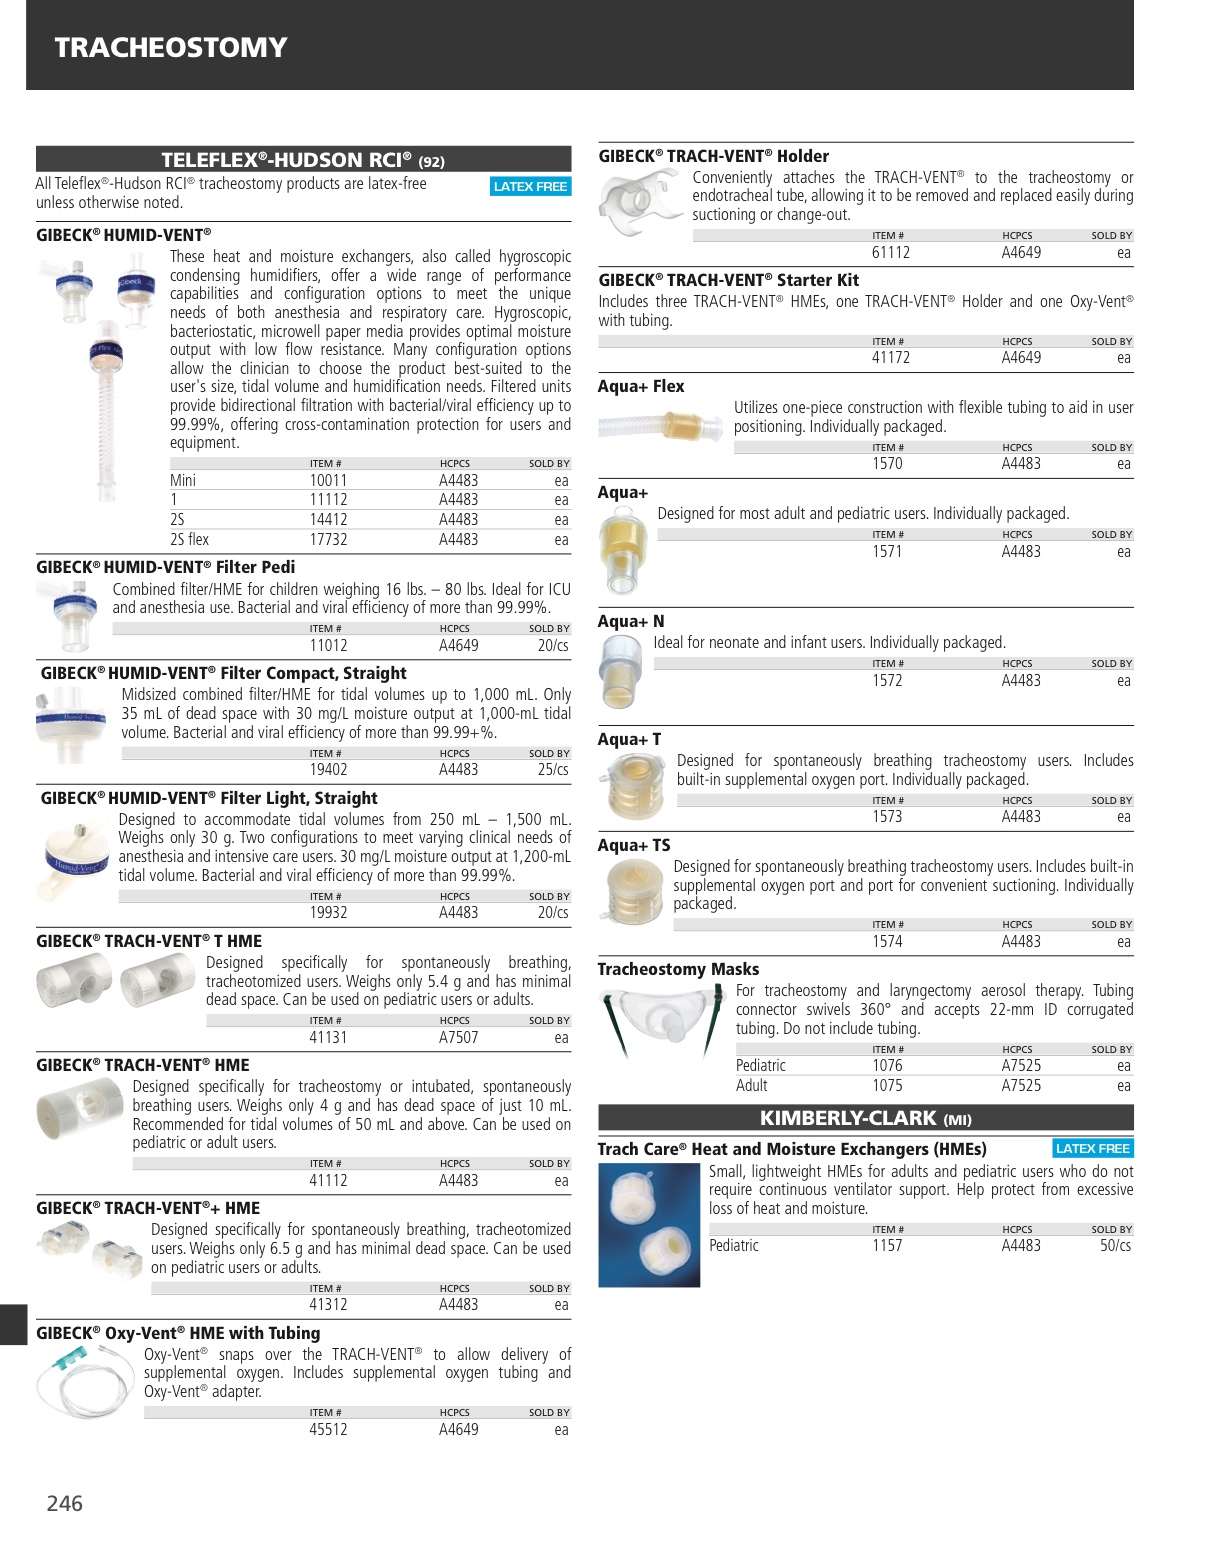 TRACHEOSTOMY
TELEFLEX®-HUDSON RCI® (92)
All Teleflex®-Hudson RCI® tracheostomy products are latex-free
unless otherwise noted.
LATEX FREE
GIBECK® HUMID-VENT®
These heat and moisture exchangers, also called hygroscopic
condensing humidifiers, offer a wide range of performance
capabilities and configuration options to meet the unique
needs of both anesthesia and respiratory care. Hygroscopic,
bacteriostatic, microwell paper media provides optimal moisture
output with low flow resistance. Many configuration options
allow the clinician to choose the product best-suited to the
user's size, tidal volume and humidification needs. Filtered units
provide bidirectional filtration with bacterial/viral efficiency up to
99.99%, offering cross-contamination protection for users and
equipment.
ITEM # HCPCS SOLD BY
Mini 10011 A4483 ea
1 11112 A4483 ea
2S 14412 A4483 ea
2S flex 17732 A4483 ea
GIBECK® HUMID-VENT® Filter Pedi
Combined filter/HME for children weighing 16 lbs. – 80 lbs. Ideal for ICU
and anesthesia use. Bacterial and viral efficiency of more than 99.99%.
ITEM # HCPCS SOLD BY
11012 A4649 20/cs
GIBECK® HUMID-VENT® Filter Compact, Straight
Midsized combined filter/HME for tidal volumes up to 1,000 mL. Only
35 mL of dead space with 30 mg/L moisture output at 1,000-mL tidal
volume. Bacterial and viral efficiency of more than 99.99+%.
ITEM # HCPCS SOLD BY
19402 A4483 25/cs
GIBECK® HUMID-VENT® Filter Light, Straight
Designed to accommodate tidal volumes from 250 mL – 1,500 mL.
Weighs only 30 g. Two configurations to meet varying clinical needs of
anesthesia and intensive care users. 30 mg/L moisture output at 1,200-mL
tidal volume. Bacterial and viral efficiency of more than 99.99%.
ITEM # HCPCS SOLD BY
19932 A4483 20/cs
GIBECK® TRACH-VENT® T HME
Designed specifically for spontaneously breathing,
tracheotomized users. Weighs only 5.4 g and has minimal
dead space. Can be used on pediatric users or adults.
ITEM # HCPCS SOLD BY
41131 A7507 ea
GIBECK® TRACH-VENT® HME
Designed specifically for tracheostomy or intubated, spontaneously
breathing users. Weighs only 4 g and has dead space of just 10 mL.
Recommended for tidal volumes of 50 mL and above. Can be used on
pediatric or adult users.
ITEM # HCPCS SOLD BY
41112 A4483 ea
GIBECK® TRACH-VENT®+ HME
Designed specifically for spontaneously breathing, tracheotomized
users. Weighs only 6.5 g and has minimal dead space. Can be used
on pediatric users or adults.
ITEM # HCPCS SOLD BY
41312 A4483 ea
GIBECK® Oxy-Vent® HME with Tubing
Oxy-Vent® snaps over the TRACH-VENT® to allow delivery of
supplemental oxygen. Includes supplemental oxygen tubing and
Oxy-Vent® adapter.
ITEM # HCPCS SOLD BY
45512 A4649 ea
GIBECK® TRACH-VENT® Holder
Conveniently attaches the TRACH-VENT® to the tracheostomy or
endotracheal tube, allowing it to be removed and replaced easily during
suctioning or change-out.
ITEM # HCPCS SOLD BY
61112 A4649 ea
GIBECK® TRACH-VENT® Starter Kit
Includes three TRACH-VENT® HMEs, one TRACH-VENT® Holder and one Oxy-Vent®
with tubing.
ITEM # HCPCS SOLD BY
41172 A4649 ea
Aqua+ Flex
Utilizes one-piece construction with flexible tubing to aid in user
positioning. Individually packaged.
ITEM # HCPCS SOLD BY
1570 A4483 ea
Aqua+
Designed for most adult and pediatric users. Individually packaged.
ITEM # HCPCS SOLD BY
1571 A4483 ea
Aqua+ N
Ideal for neonate and infant users. Individually packaged.
ITEM # HCPCS SOLD BY
1572 A4483 ea
Aqua+ T
Designed for spontaneously breathing tracheostomy users. Includes
built-in supplemental oxygen port. Individually packaged.
ITEM # HCPCS SOLD BY
1573 A4483 ea
Aqua+ TS
Designed for spontaneously breathing tracheostomy users. Includes built-in
supplemental oxygen port and port for convenient suctioning. Individually
packaged.
ITEM # HCPCS SOLD BY
1574 A4483 ea
Tracheostomy Masks
For tracheostomy and laryngectomy aerosol therapy. Tubing
connector swivels 360° and accepts 22-mm ID corrugated
tubing. Do not include tubing.
ITEM # HCPCS SOLD BY
Pediatric 1076 A7525 ea
Adult 1075 A7525 ea
KIMBERLY-CLARK (MI)
Trach Care® Heat and Moisture Exchangers (HMEs)
LATEX FREE
Small, lightweight HMEs for adults and pediatric users who do not
require continuous ventilator support. Help protect from excessive
loss of heat and moisture.
ITEM # HCPCS SOLD BY
Pediatric 1157 A4483 50/cs
246